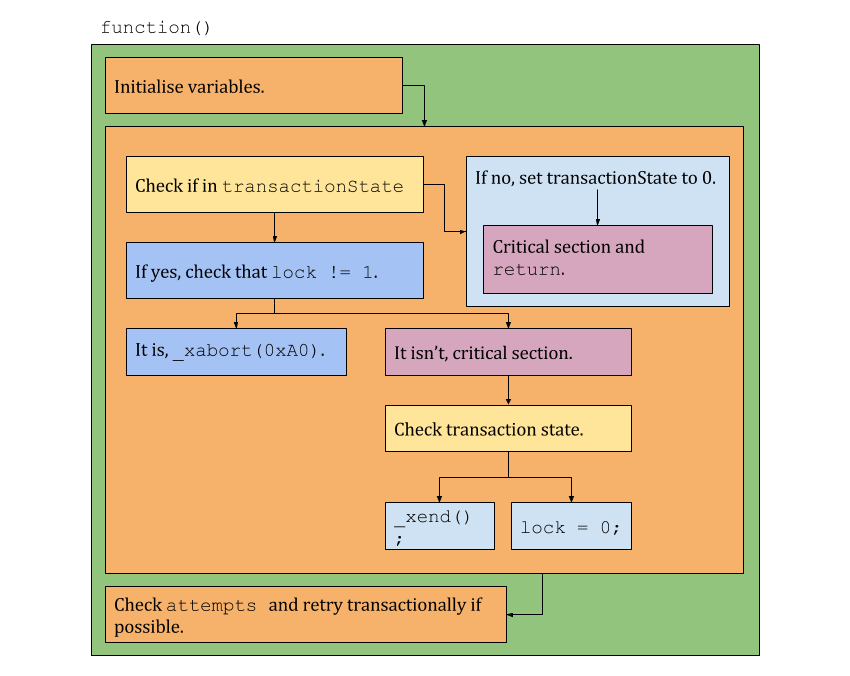 function()
Initialise variables.
Check if in transactionState
If no, set transactionState to 0.
Critical section and
return.
If yes, check that lock != 1.
It is, _xabort(0xA0).
It isn't, critical section.
Check transaction state.
_xend()
;
lock = 0;
Check attempts and retry transactionally if
possible.